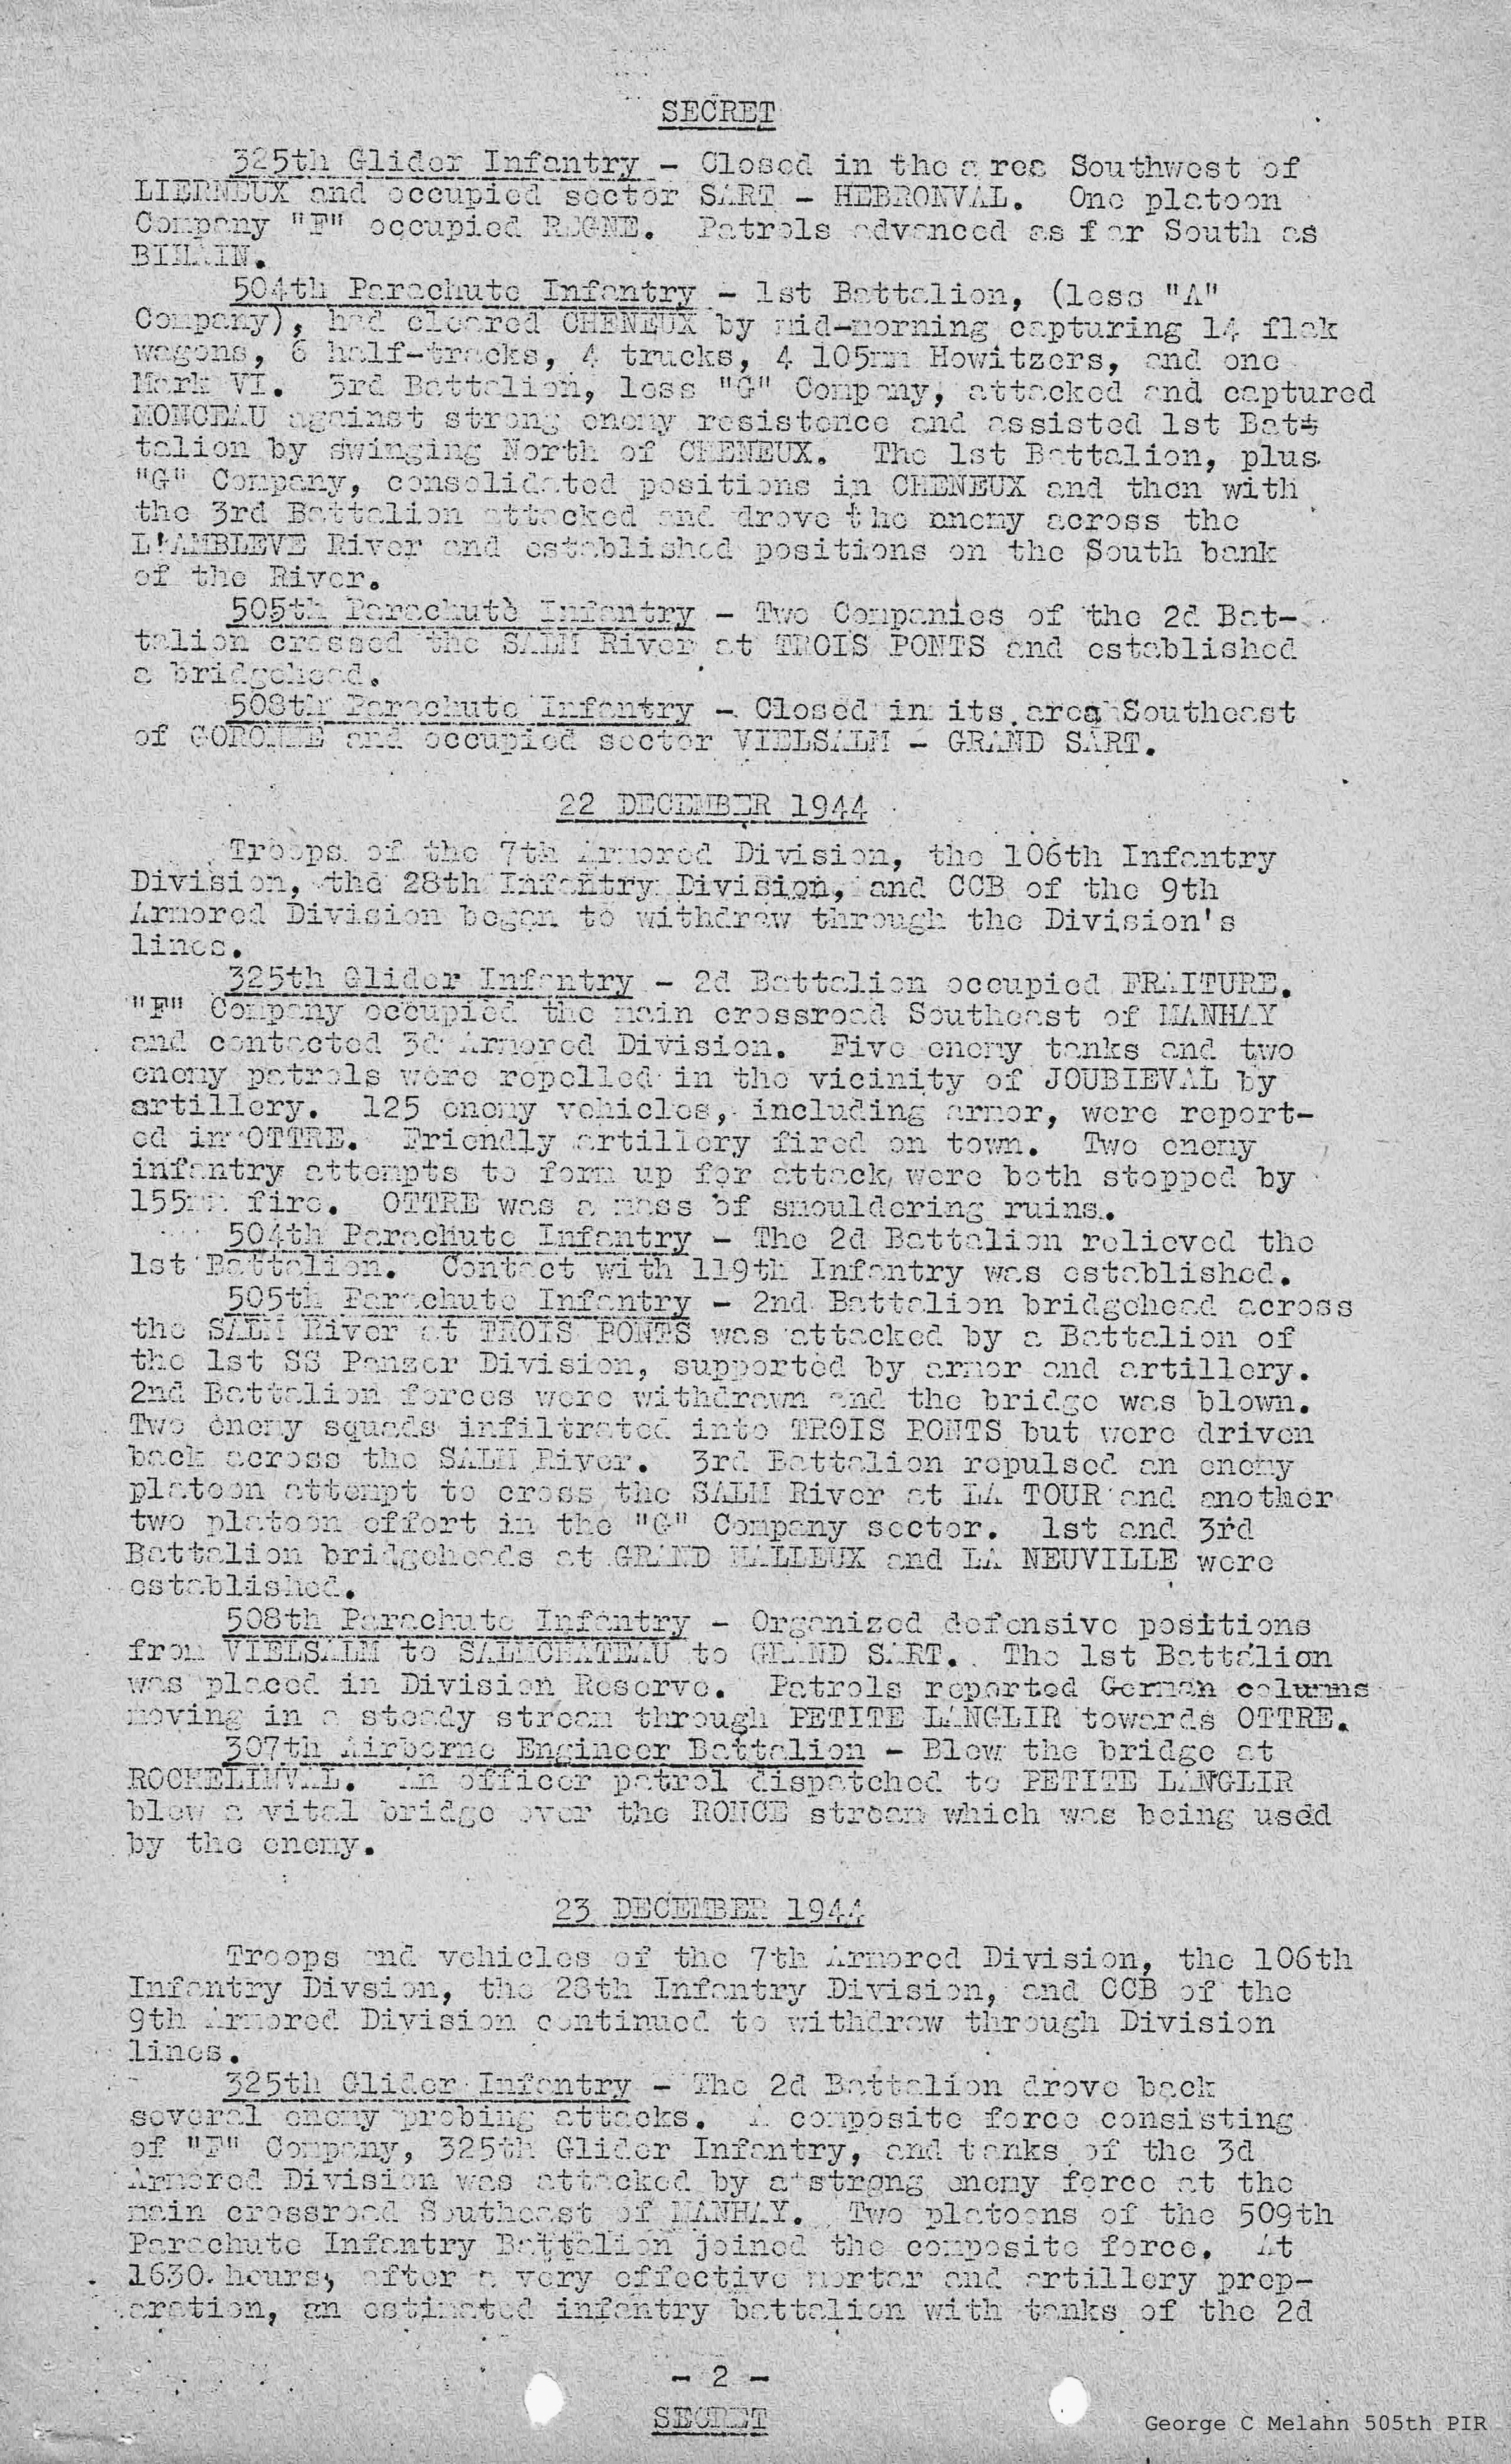 SECRET
325th Glider Infantry - Closed in the a rea Southwest of
LIERNEUX and occupied sector SART - HEBRONVAL. One platoon
Company "F" occupied REGNE. Patrols advanced as f ar South as
BIHAIN.
504th Parachute Infantry - 1st Battalion, (less "A"
Company), had cleared CHENEUX by mid-morning capturing 14 flak
wagons, 6 half-tracks, 4 trucks, 4 105mm Howitzers, and one
Mark VI. 3rd Battalion, less "G" Company, attacked and captured
MONCEAU against strong enemy resistence and assisted 1st Batt
talion by swinging North of CHENEUX. The 1st Battalion, plus
"G" Company, consolidated positions in CHENEUX and then with
the 3rd Battalion attacked and drove the enemy across the
L'AMBLEVE River and established positions on the South bank
of the River.
505th Parachute Infantry - Two Companies of the 2d Bat-
talion crossed the SALM River at TROIS PONTS and established
a bridgehead.
508th Parachute Infantry - Closed in its area Southeast
of GORONNE and occupied sector VIELSALM - GRAND SART.
22 DECEMBER 1944
Troops of the 7th Armored Division, the 106th Infantry
Division, the 28th Infantry Division, and CCB of the 9th
Armored Division began to withdraw through the Division's
lines.
325th Glider Infantry - 2d Battalion occupied FRAITURE.
"F" Company occupied the main crossroad Southeast of MANHAY
and contacted 3d Armored Division. Five enemy tanks and two
enemy patrols were repelled in the vicinity of JOUBIEVAL by
artillery. 125 enemy vehicles, including armor, were report-
ed in OTTRE. Friendly artillery fired on town. Two enemy
infantry attempts to form up for attack, were both stopped by
155mm fire. OTTRE was a mass of smouldering ruins.
504th Parachute Infantry - The 2d Battalion relieved the
1st Battalion. Contact with 119th Infantry was established.
505th Parachute Infantry - 2nd Battalion bridgehead across
the SALM River at TROIS PONTS was attacked by a Battalion of
the 1st SS Panzer Division, supported by armor and artillery.
2nd Battalion forces were withdrawn and the bridge was blown.
Two enemy squads infiltrated into TROIS PONTS but were driven
back across the SALM River. 3rd Battalion repulsed an enemy
platoon attempt to cross the SALM River at LA TOUR and another
two platoon effort in the "G" Company sector. 1st and 3rd
Battalion bridgeheads at GRAND HALLEUX and LA NEUVILLE were
established.
508th Parachute Infantry - Organized defensive positions
from VIELSALM to SALMCHATEAU to GRAND SART. The 1st Battalion
was placed in Division Reserve. Patrols reported German columns
moving in a steady stream through PETITE LANGLIR towards OTTRE.
307th Airborne Engineer Battalion - Blew the bridge at
ROCHELINVAL. An officer patrol dispatched to PETITE LANGLIR
blew a vital bridge over the RONCE stream which was being used
by the enemy.
23 DECEMBER 1944
Troops and vehicles of the 7th Armored Division, the 106th
Infantry Divsion, the 28th Infantry Division, and CCB of the
9th Armored Division continued to withdraw through Division
lines.
325th Glider Infantry - The 2d Battalion drove back
several enemy probing attacks. A composite force consisting
of "F" Company, 325th Glider Infantry, and tanks of the 3d
Armored Division was attacked by a strong enemy force at the
main crossroad Southeast of MANHAY. Two platoons of the 509th
Parachute Infantry Battalion joined the composite force. At
1630 hours, after a very effective mortar and artillery prep-
aration, an estimated infantry battalion with tanks of the 2d
- 2 -
SECRET
George C Melahn 505th PIR